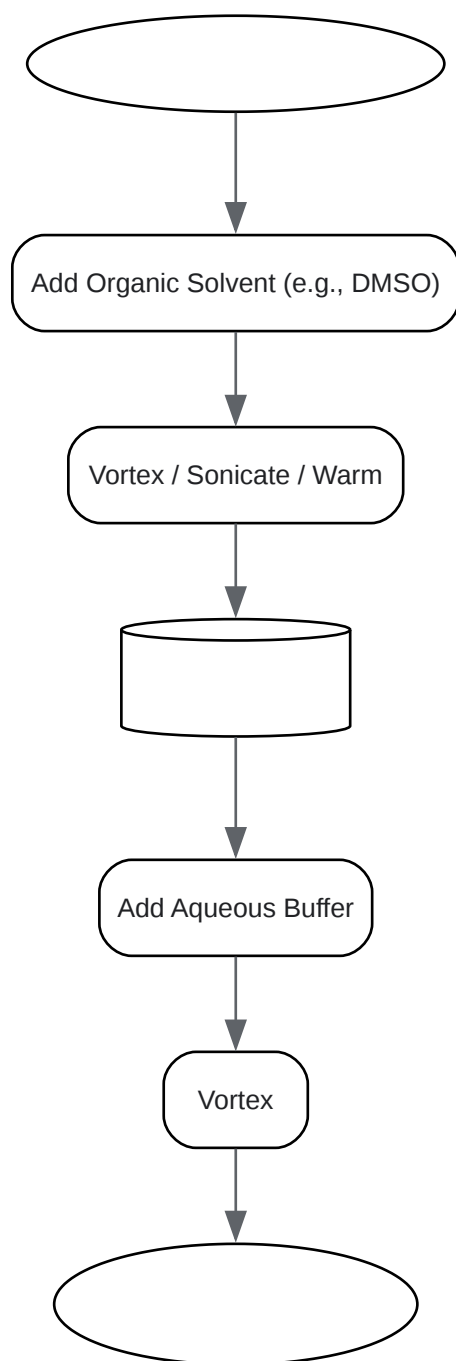 Add Organic Solvent (e.g., DMSO)
Vortex / Sonicate / Warm
Add Aqueous Buffer
Vortex